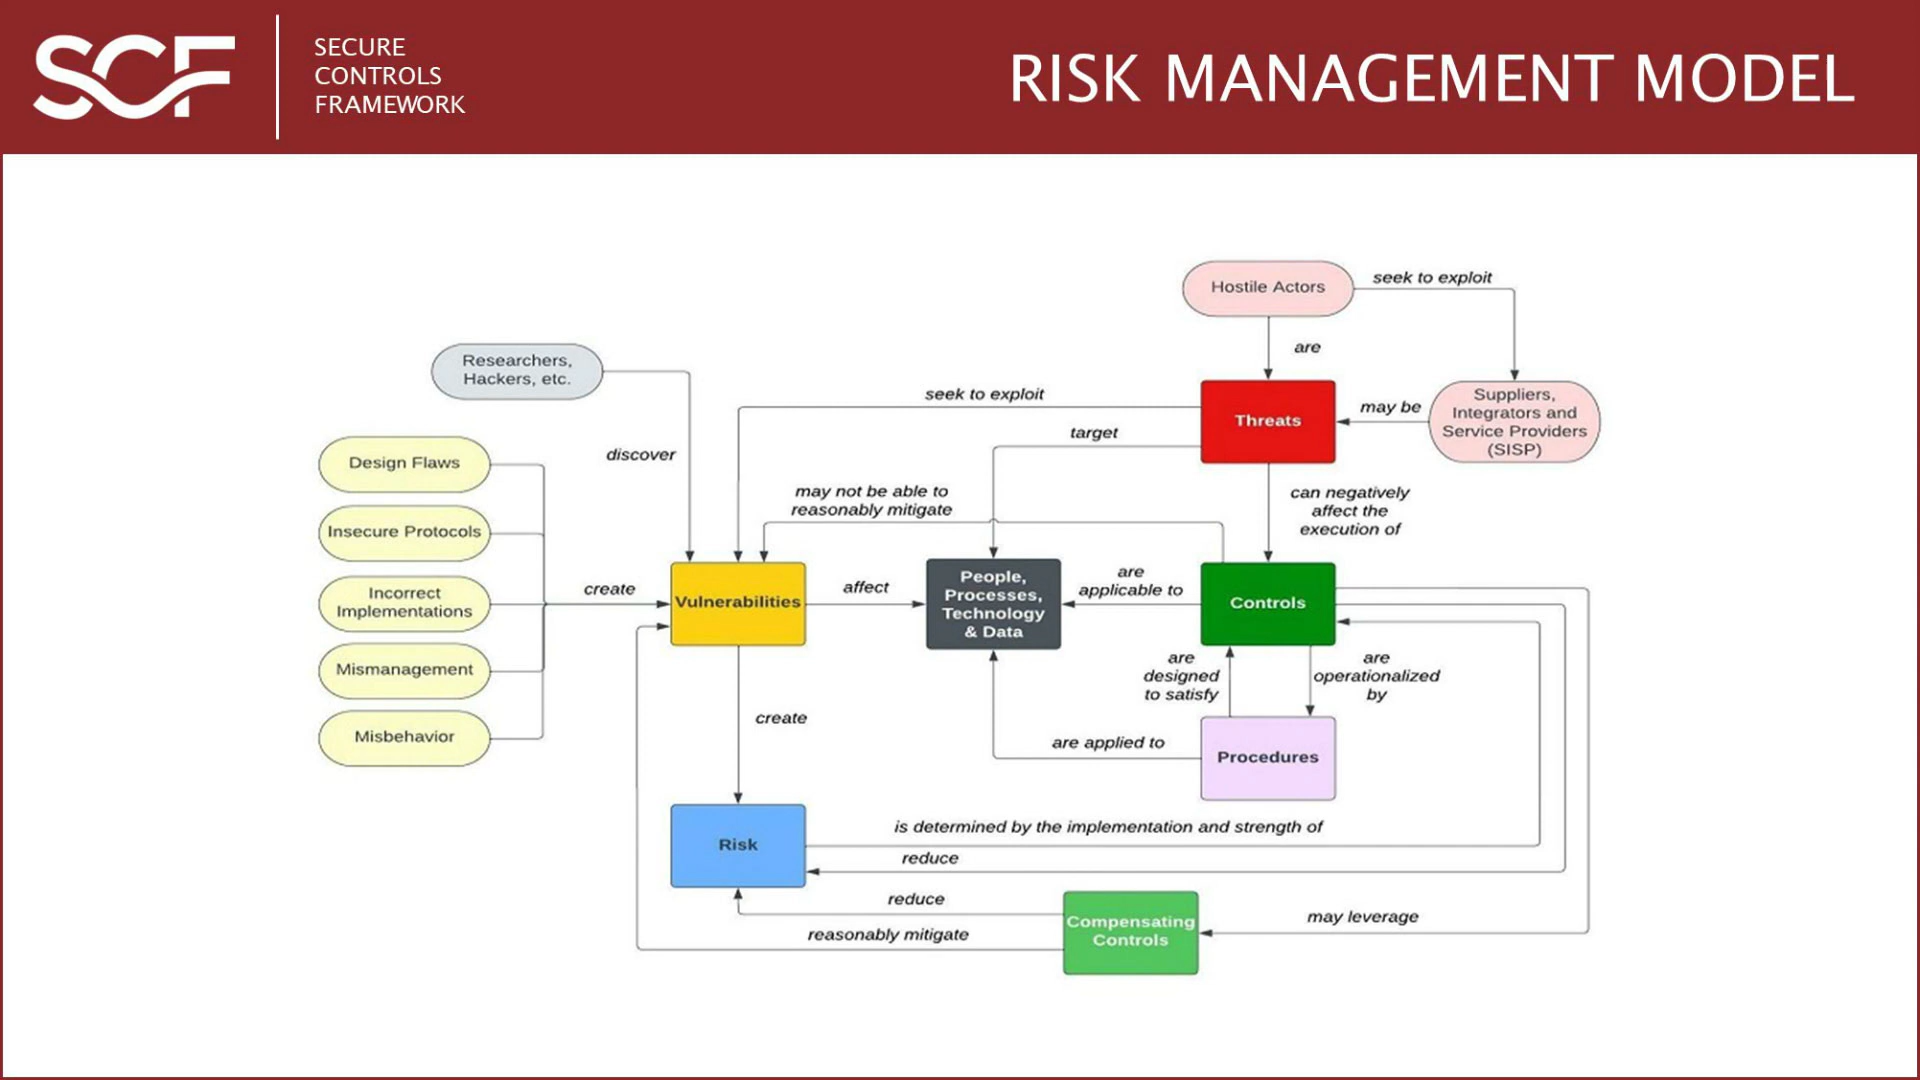 SCF
SECURE
CONTROLS
FRAMEWORK
RISK MANAGEMENT MODEL
Hostile Actors
seek to exploit
are
Researchers,
Hackers, etc.
discover
seek to exploit
target
Threats
may be
Suppliers,
Integrators and
Service Providers
(SISP)
Design Flaws
Insecure Protocols
Incorrect
Implementations
Mismanagement
Misbehavior
create
may not be able to
reasonably mitigate
can negatively
affect the
execution of
Vulnerabilities
affect
People,
Processes,
Technology
& Data
are
applicable to
Controls
are
designed
to satisfy
are
operationalized
by
create
are applied to
Procedures
Risk
is determined by the implementation and strength of
reduce
reduce
reasonably mitigate
Compensating
Controls
may leverage